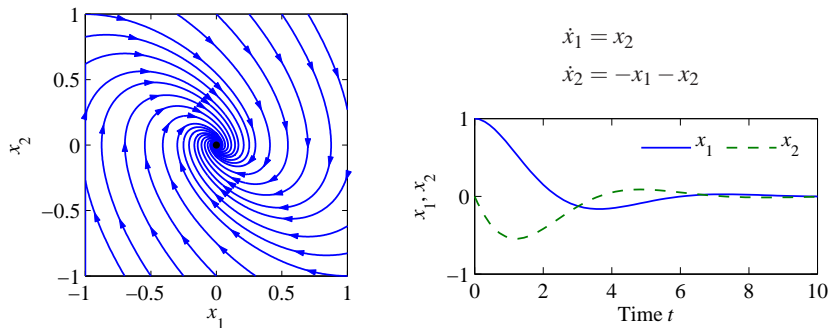 1
0.5
0
−0.5
−1
x2
−1 −0.5 0 0.5 1
x1
ẋ1 = x2
ẋ2 = −x1 − x2
1
0
−1
x1, x2
x1 x2
0 2 4 6 8 10
Time t